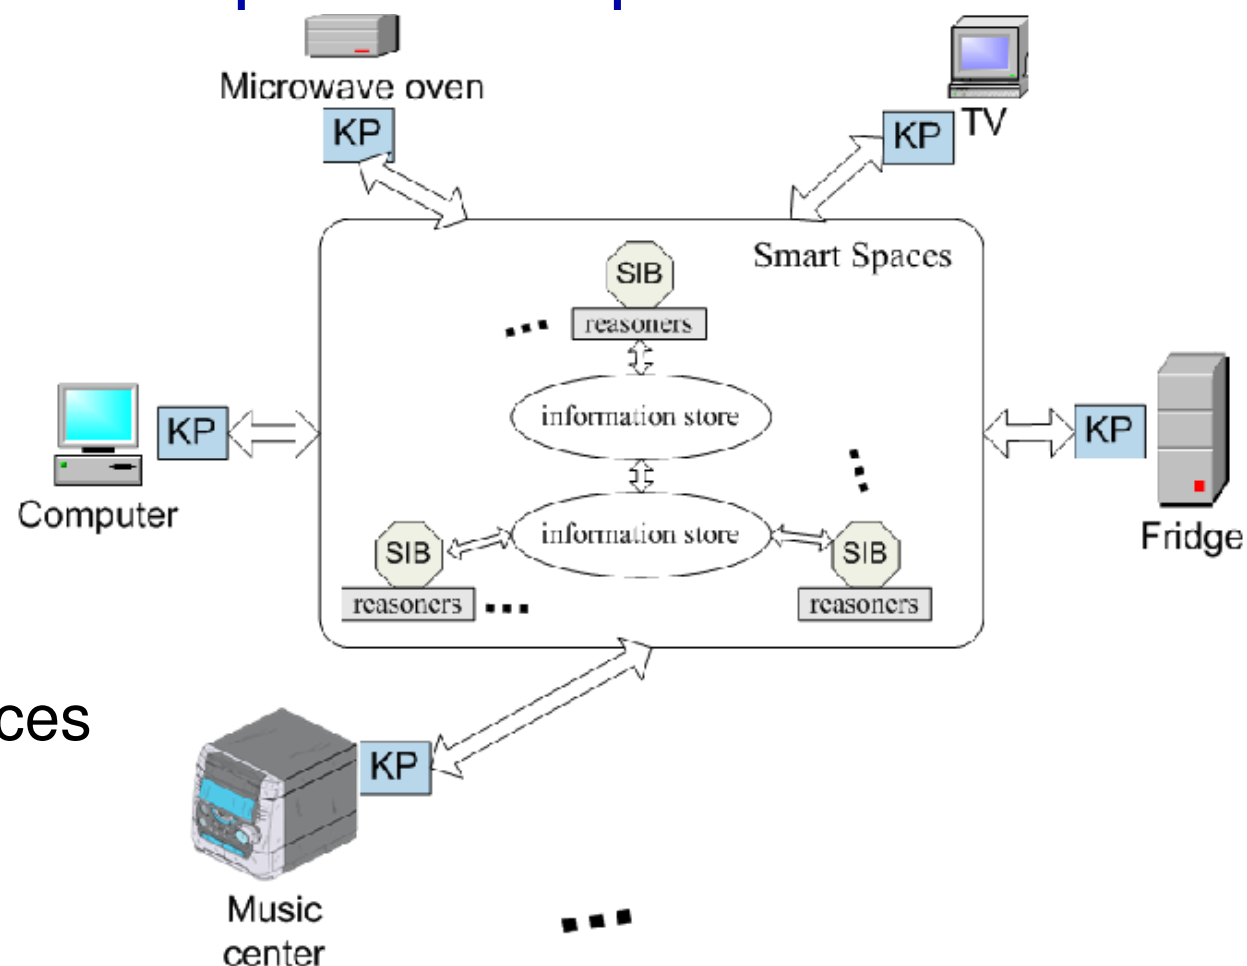 Microwave oven
KP
TV
KP
Smart Spaces
SIB
reasoners
information store
KP
Computer
KP
Fridge
information store
SIB
reasoners
SIB
reasoners
ces
KP
Music
center